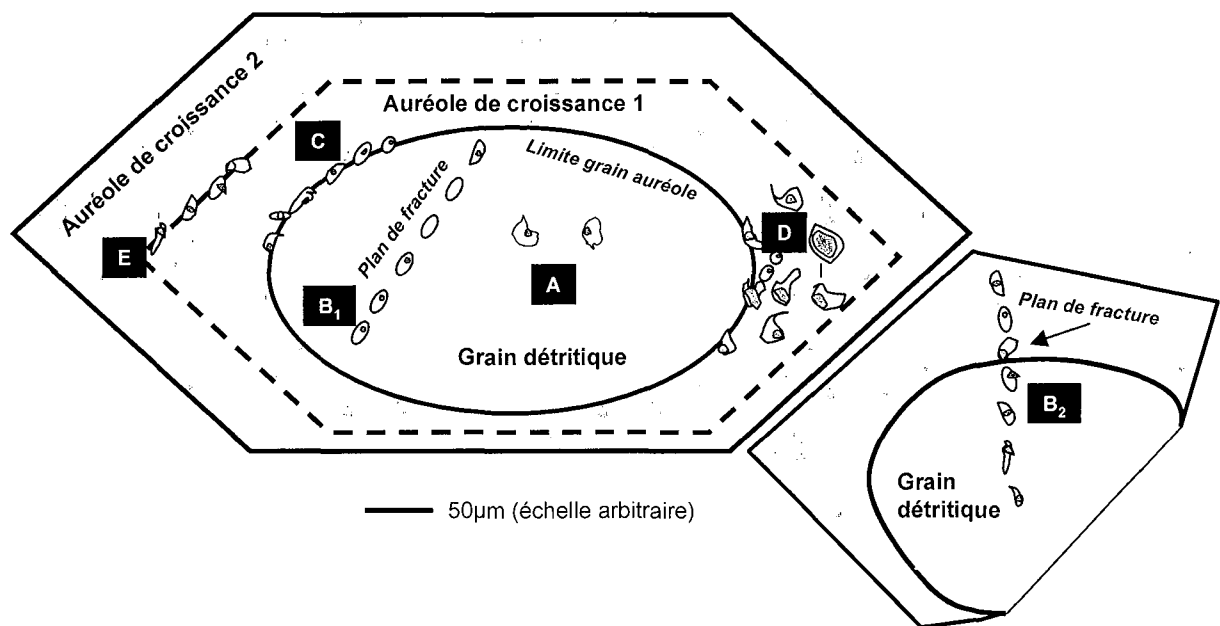 Auréole de croissance 2
Auréole de croissance 1
C
Limite grain auréole
Plan de fracture
D
E
A
B1
Grain détritique
Plan de fracture
B2
Grain
détritique
50µm (échelle arbitraire)